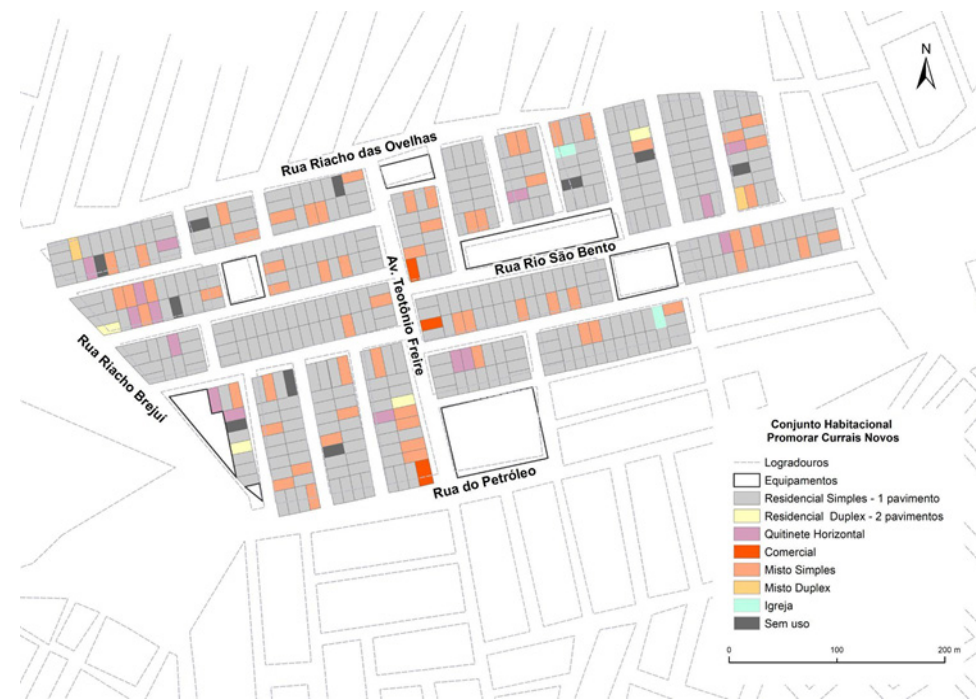 N
Rua Riacho das Ovelhas
Rua Rio São Bento
Av. Teotônio Freire
Rua Riacho Brejuí
Rua do Petróleo
Conjunto Habitacional
Promorar Currais Novos
Logradouros
Equipamentos
Residencial Simples - 1 pavimento
Residencial Duplex - 2 pavimentos
Quitinete Horizontal
Comercial
Misto Simples
Misto Duplex
Igreja
Sem uso
0 200 m